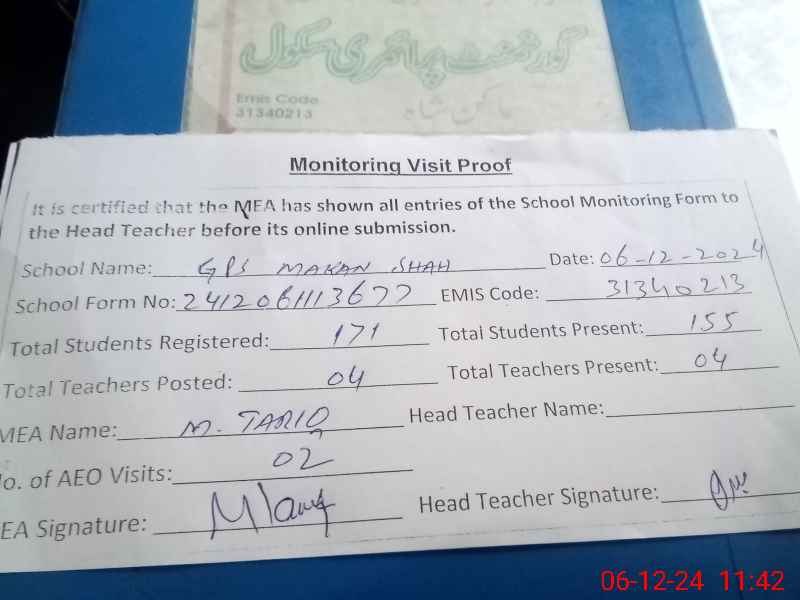 گورنمنٹ پرائمری سکول
Emis Code
31340213
ماکن شاہ
Monitoring Visit Proof
It is certified that the MEA has shown all entries of the School Monitoring Form to
the Head Teacher before its online submission.
School Name: GPS MAKAN SHAH Date: 06-12-2024
School Form No: 2412061113677 EMIS Code: 31340213
Total Students Registered: 171 Total Students Present: 155
Total Teachers Posted: 04 Total Teachers Present: 04
MEA Name: M. TARIQ Head Teacher Name:
o. of AEO Visits: 02
EA Signature: Head Teacher Signature:
06-12-24 11:42